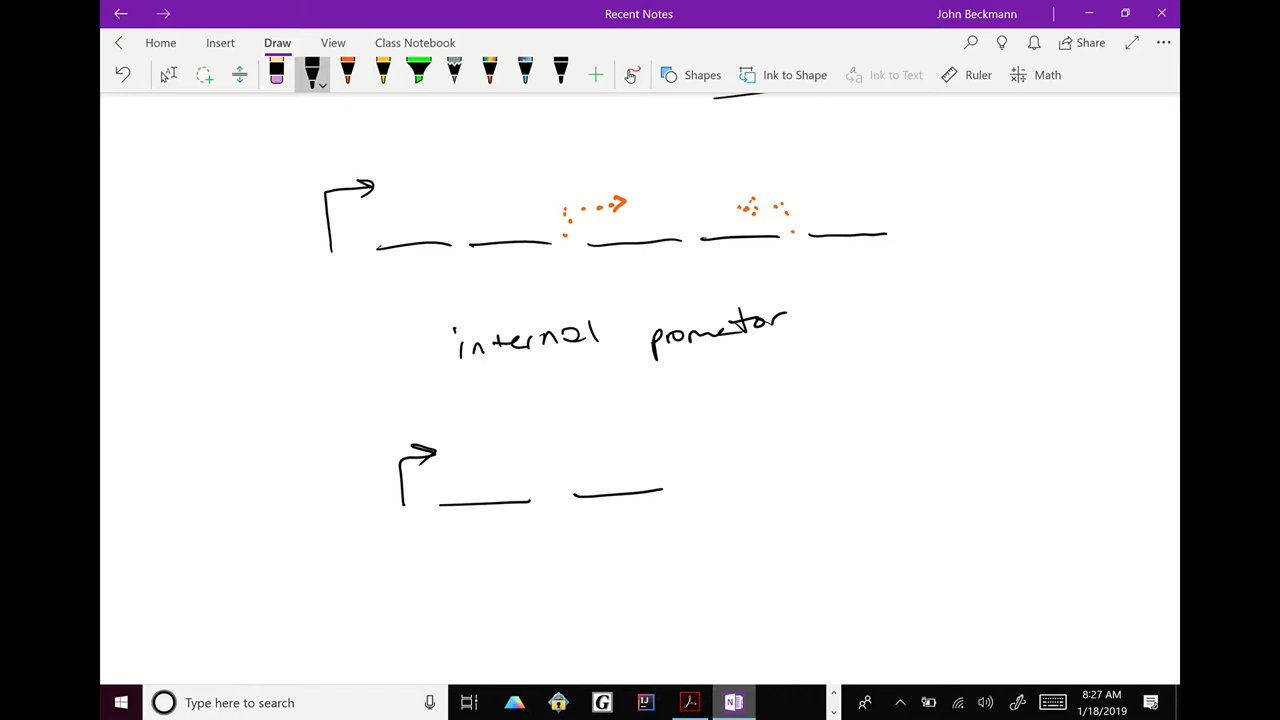 Recent Notes
John Beckmann
Home Insert Draw View Class Notebook
Share
Shapes Ink to Shape Ink to Text Ruler Math
internal promotor
Type here to search
8:27 AM
1/18/2019